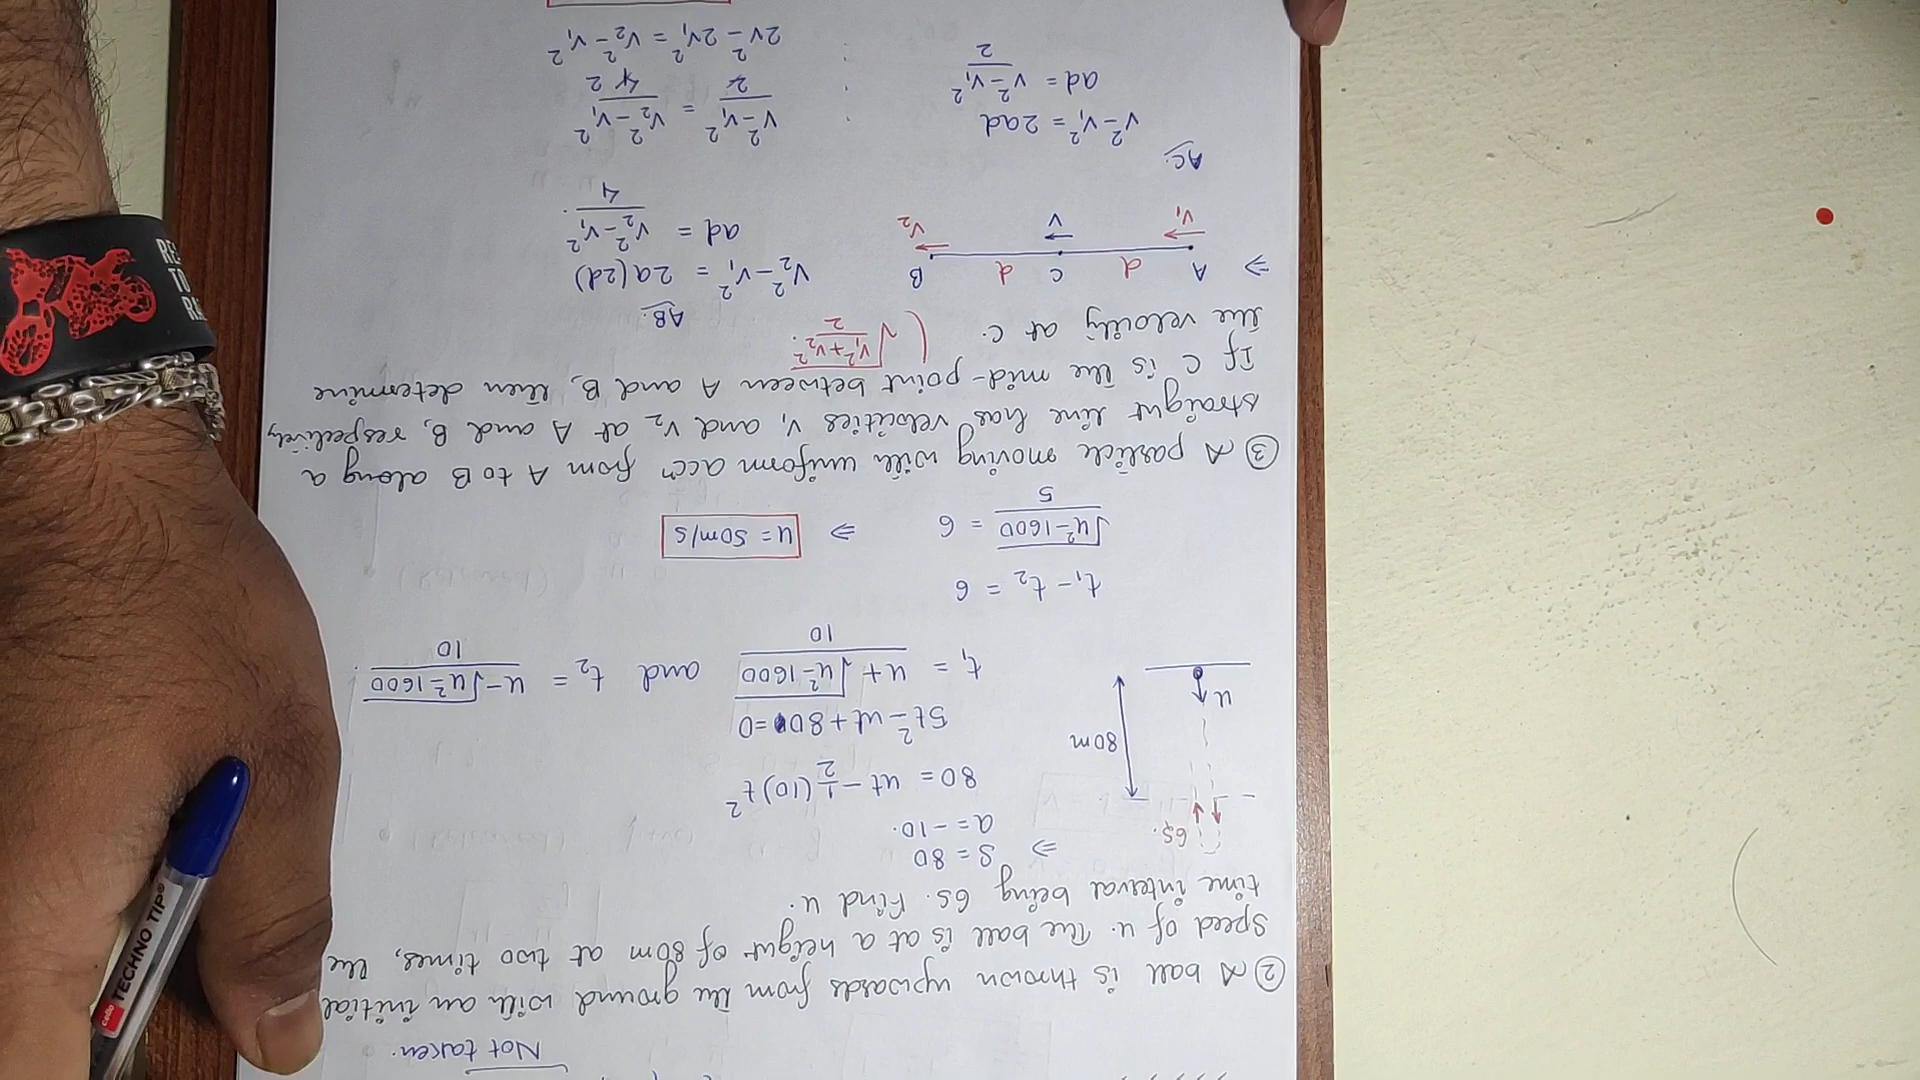 Not taken.
② A ball is thrown upwards from the ground with an initial
speed of u. The ball is at a height of 80m at two times, the
time interval being 6s. Find u.
6s.
80m
u
⇒ S = 80
a = -10.
80 = ut - 1/2 (10)t²
5t² - ut + 80 = 0
t₁ = (u + √(u² - 1600))/10 and t₂ = (u - √(u² - 1600))/10.
t₁ - t₂ = 6
√(u² - 1600)/5 = 6 ⇒ u = 50m/s
③ A particle moving with uniform accⁿ from A to B along a
straight line has velocities v₁ and v₂ at A and B, respectively
If C is the mid-point between A and B, then determine
the velocity at C. ( √((v₁² + v₂²)/2).
⇒ A d C d B
v₁ v v₂
AB:
v₂² - v₁² = 2a(2d)
ad = (v₂² - v₁²)/4.
AC:
v² - v₁² = 2ad
ad = (v² - v₁²)/2
(v² - v₁²)/2 = (v₂² - v₁²)/4 2
2v² - 2v₁² = v₂² - v₁²
cello TECHNO TIP®